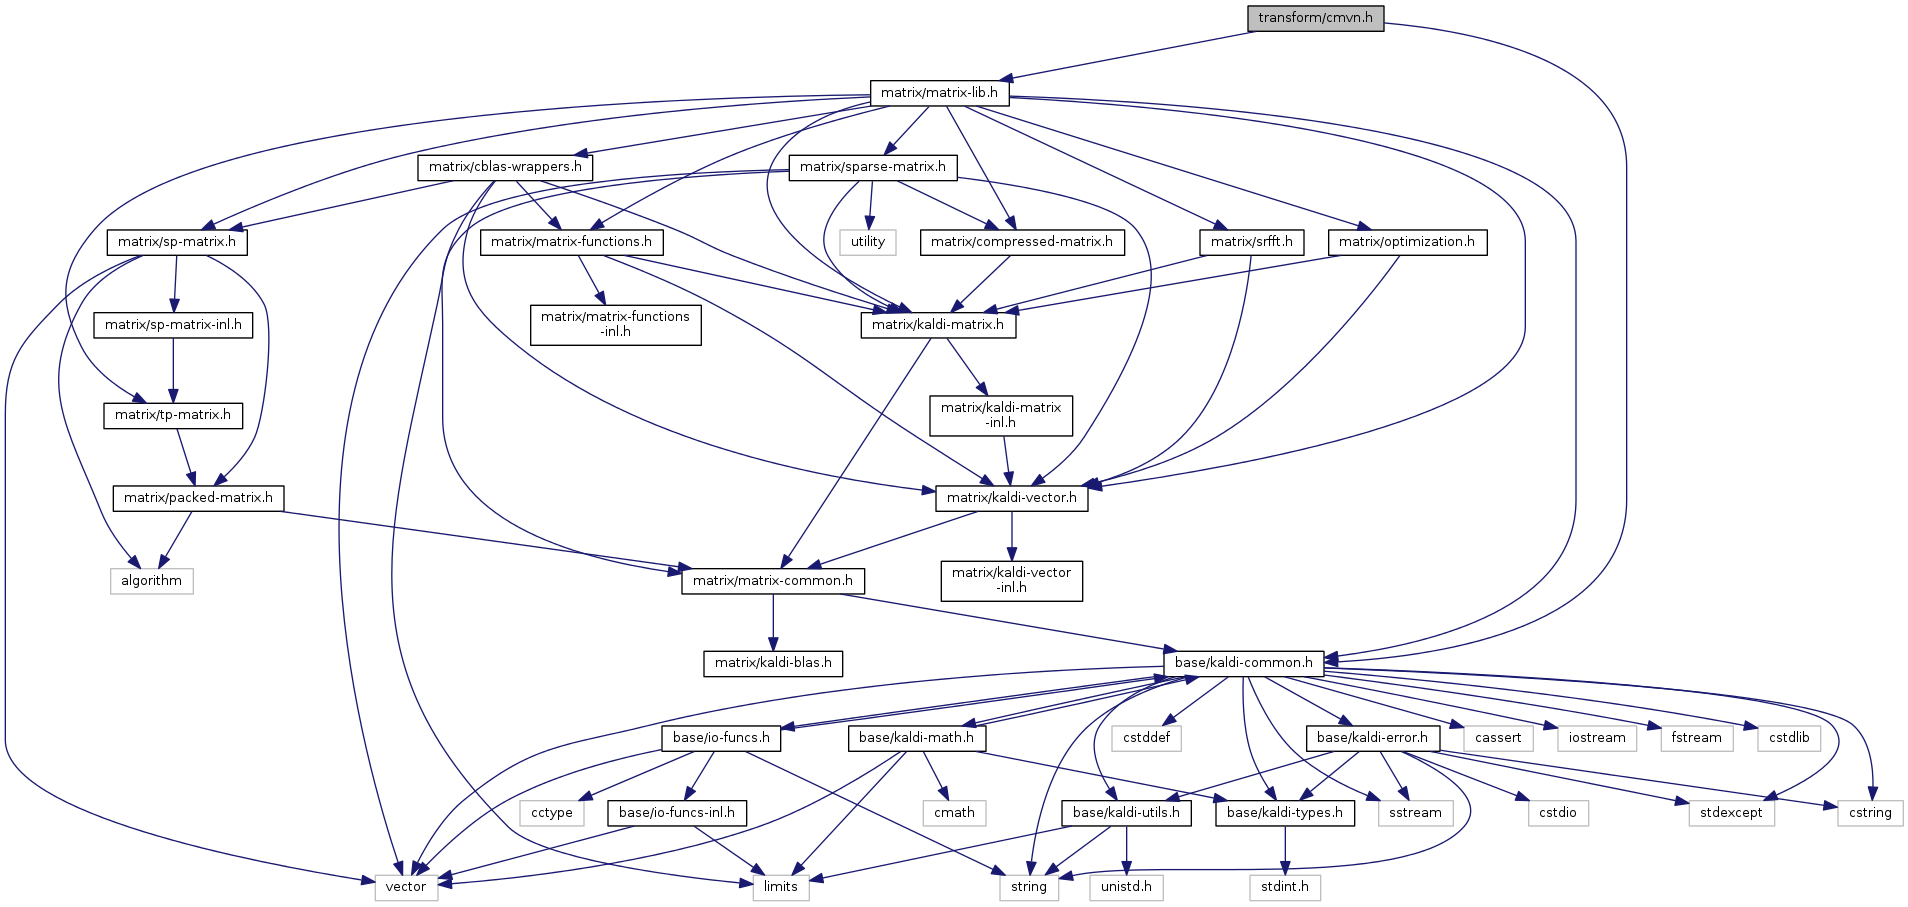 transform/cmvn.h
matrix/matrix-lib.h
matrix/cblas-wrappers.h
matrix/sparse-matrix.h
matrix/sp-matrix.h
matrix/matrix-functions.h
utility
matrix/compressed-matrix.h
matrix/srfft.h
matrix/optimization.h
matrix/sp-matrix-inl.h
matrix/matrix-functions
-inl.h
matrix/kaldi-matrix.h
matrix/tp-matrix.h
matrix/kaldi-matrix
-inl.h
matrix/packed-matrix.h
matrix/kaldi-vector.h
algorithm
matrix/matrix-common.h
matrix/kaldi-vector
-inl.h
matrix/kaldi-blas.h
base/kaldi-common.h
base/io-funcs.h
base/kaldi-math.h
cstddef
base/kaldi-error.h
cassert
iostream
fstream
cstdlib
cctype
base/io-funcs-inl.h
cmath
base/kaldi-utils.h
base/kaldi-types.h
sstream
cstdio
stdexcept
cstring
vector
limits
string
unistd.h
stdint.h